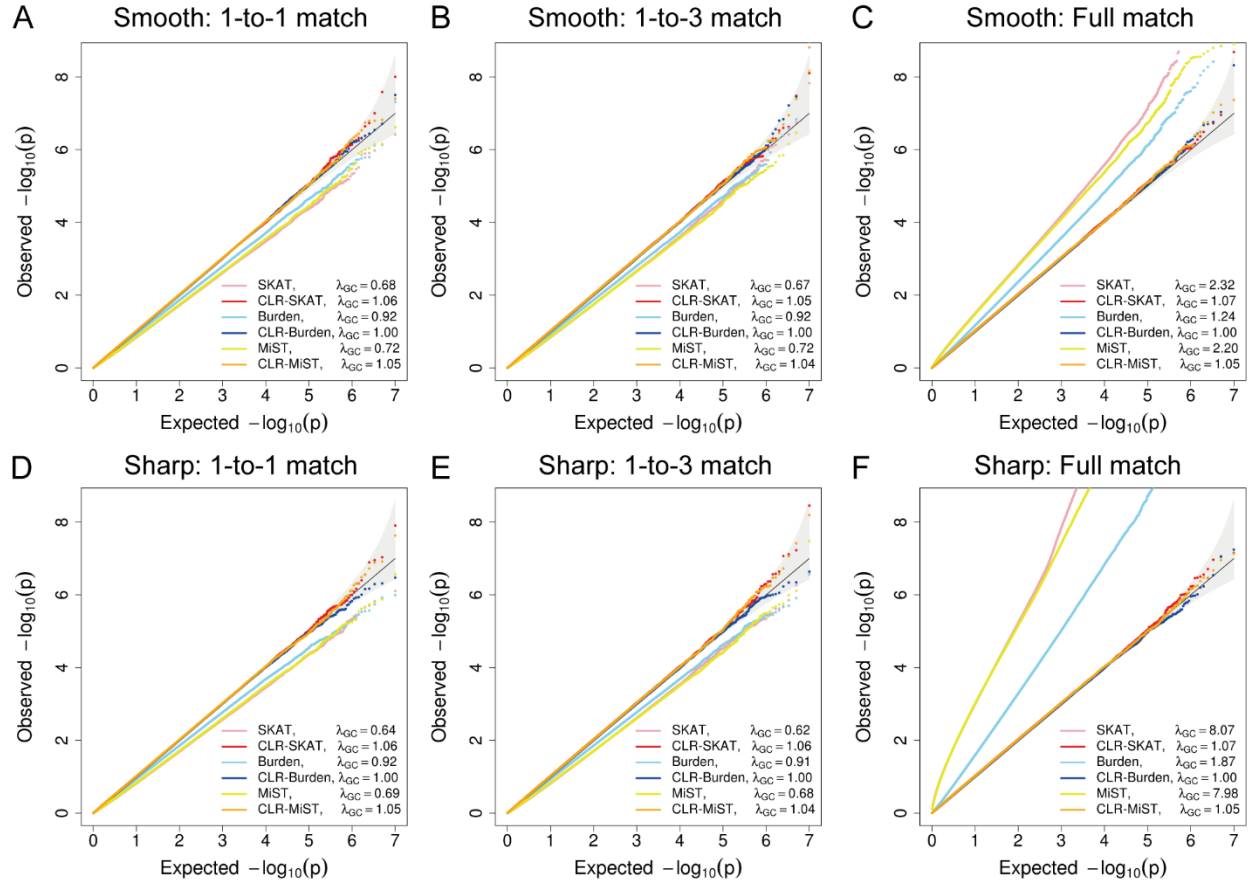 A
Smooth: 1-to-1 match
Observed −log10(p)
8
6
4
2
0
SKAT, λGC = 0.68
CLR-SKAT, λGC = 1.06
Burden, λGC = 0.92
CLR-Burden, λGC = 1.00
MiST, λGC = 0.72
CLR-MiST, λGC = 1.05
0 1 2 3 4 5 6 7
Expected −log10(p)
B
Smooth: 1-to-3 match
Observed −log10(p)
8
6
4
2
0
SKAT, λGC = 0.67
CLR-SKAT, λGC = 1.05
Burden, λGC = 0.92
CLR-Burden, λGC = 1.00
MiST, λGC = 0.72
CLR-MiST, λGC = 1.04
0 1 2 3 4 5 6 7
Expected −log10(p)
C
Smooth: Full match
Observed −log10(p)
8
6
4
2
0
SKAT, λGC = 2.32
CLR-SKAT, λGC = 1.07
Burden, λGC = 1.24
CLR-Burden, λGC = 1.00
MiST, λGC = 2.20
CLR-MiST, λGC = 1.05
0 1 2 3 4 5 6 7
Expected −log10(p)
D
Sharp: 1-to-1 match
Observed −log10(p)
8
6
4
2
0
SKAT, λGC = 0.64
CLR-SKAT, λGC = 1.06
Burden, λGC = 0.92
CLR-Burden, λGC = 1.00
MiST, λGC = 0.69
CLR-MiST, λGC = 1.05
0 1 2 3 4 5 6 7
Expected −log10(p)
E
Sharp: 1-to-3 match
Observed −log10(p)
8
6
4
2
0
SKAT, λGC = 0.62
CLR-SKAT, λGC = 1.06
Burden, λGC = 0.91
CLR-Burden, λGC = 1.00
MiST, λGC = 0.68
CLR-MiST, λGC = 1.04
0 1 2 3 4 5 6 7
Expected −log10(p)
F
Sharp: Full match
Observed −log10(p)
8
6
4
2
0
SKAT, λGC = 8.07
CLR-SKAT, λGC = 1.07
Burden, λGC = 1.87
CLR-Burden, λGC = 1.00
MiST, λGC = 7.98
CLR-MiST, λGC = 1.05
0 1 2 3 4 5 6 7
Expected −log10(p)